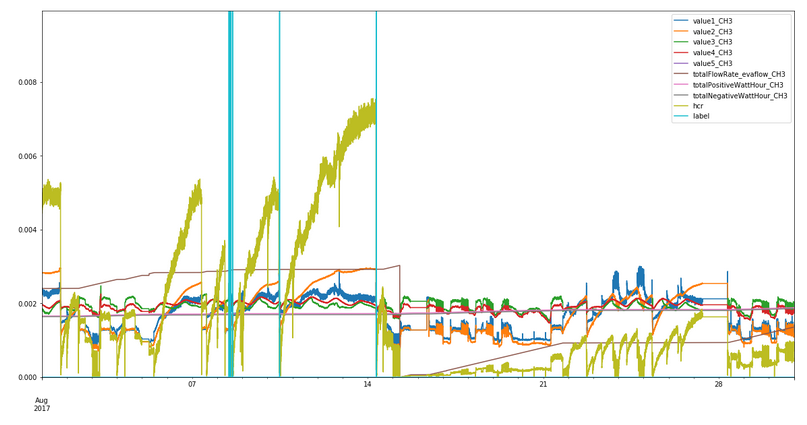 value1_CH3
value2_CH3
value3_CH3
value4_CH3
value5_CH3
totalFlowRate_evaflow_CH3
totalPositiveWattHour_CH3
totalNegativeWattHour_CH3
hcr
label
0.008
0.006
0.004
0.002
0.000
07
14
21
28
Aug
2017